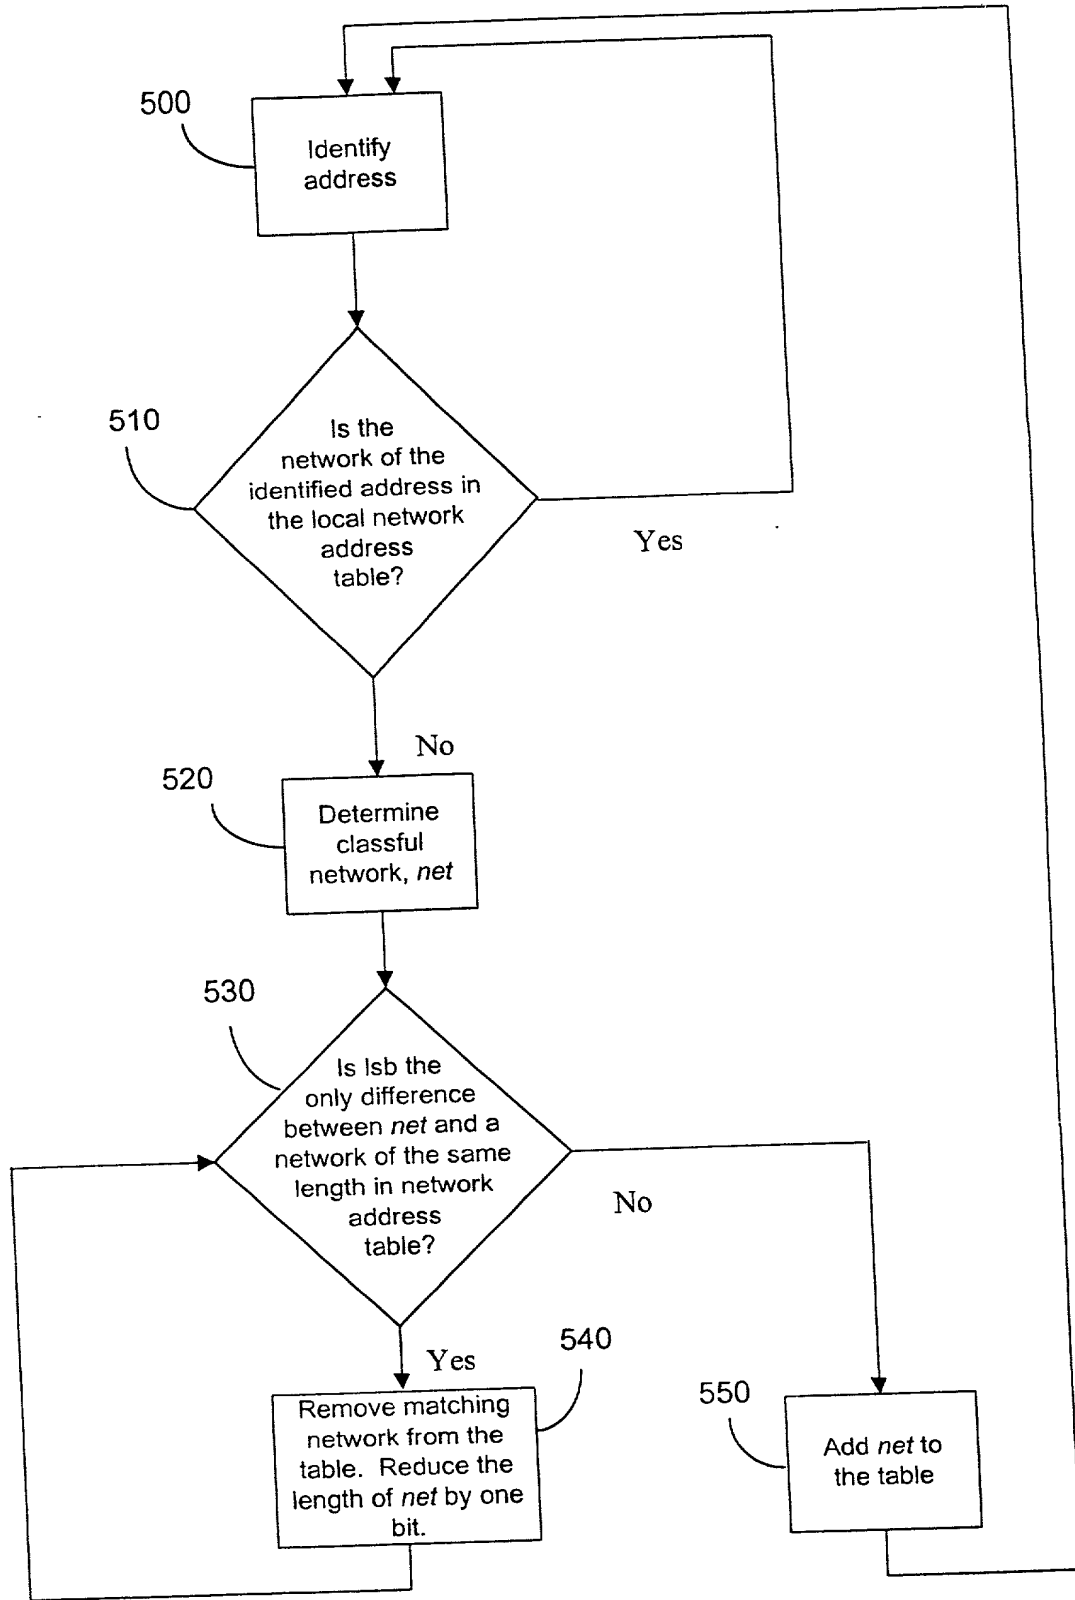 500
Identify
address
510
Is the
network of the
identified address in
the local network
address
table?
Yes
No
520
Determine
classful
network, net
530
Is lsb the
only difference
between net and a
network of the same
length in network
address
table?
No
Yes
540
Remove matching
network from the
table. Reduce the
length of net by one
bit.
550
Add net to
the table